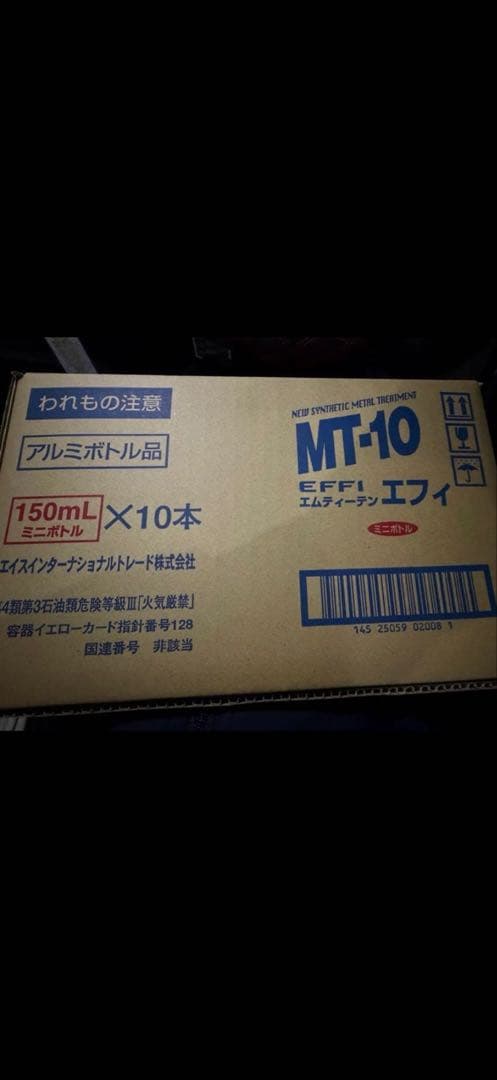 われもの注意
アルミボトル品
150mL
ミニボトル
×10本
エイスインターナショナルトレード株式会社
4類第3石油類危険等級III「火気厳禁」
容器イエローカード指針番号128
国連番号 非該当
NEW SYNTHETIC METAL TREATMENT
MT-10
EFFI
エムティーテン エフィ
ミニボトル
145 25059 02008 1